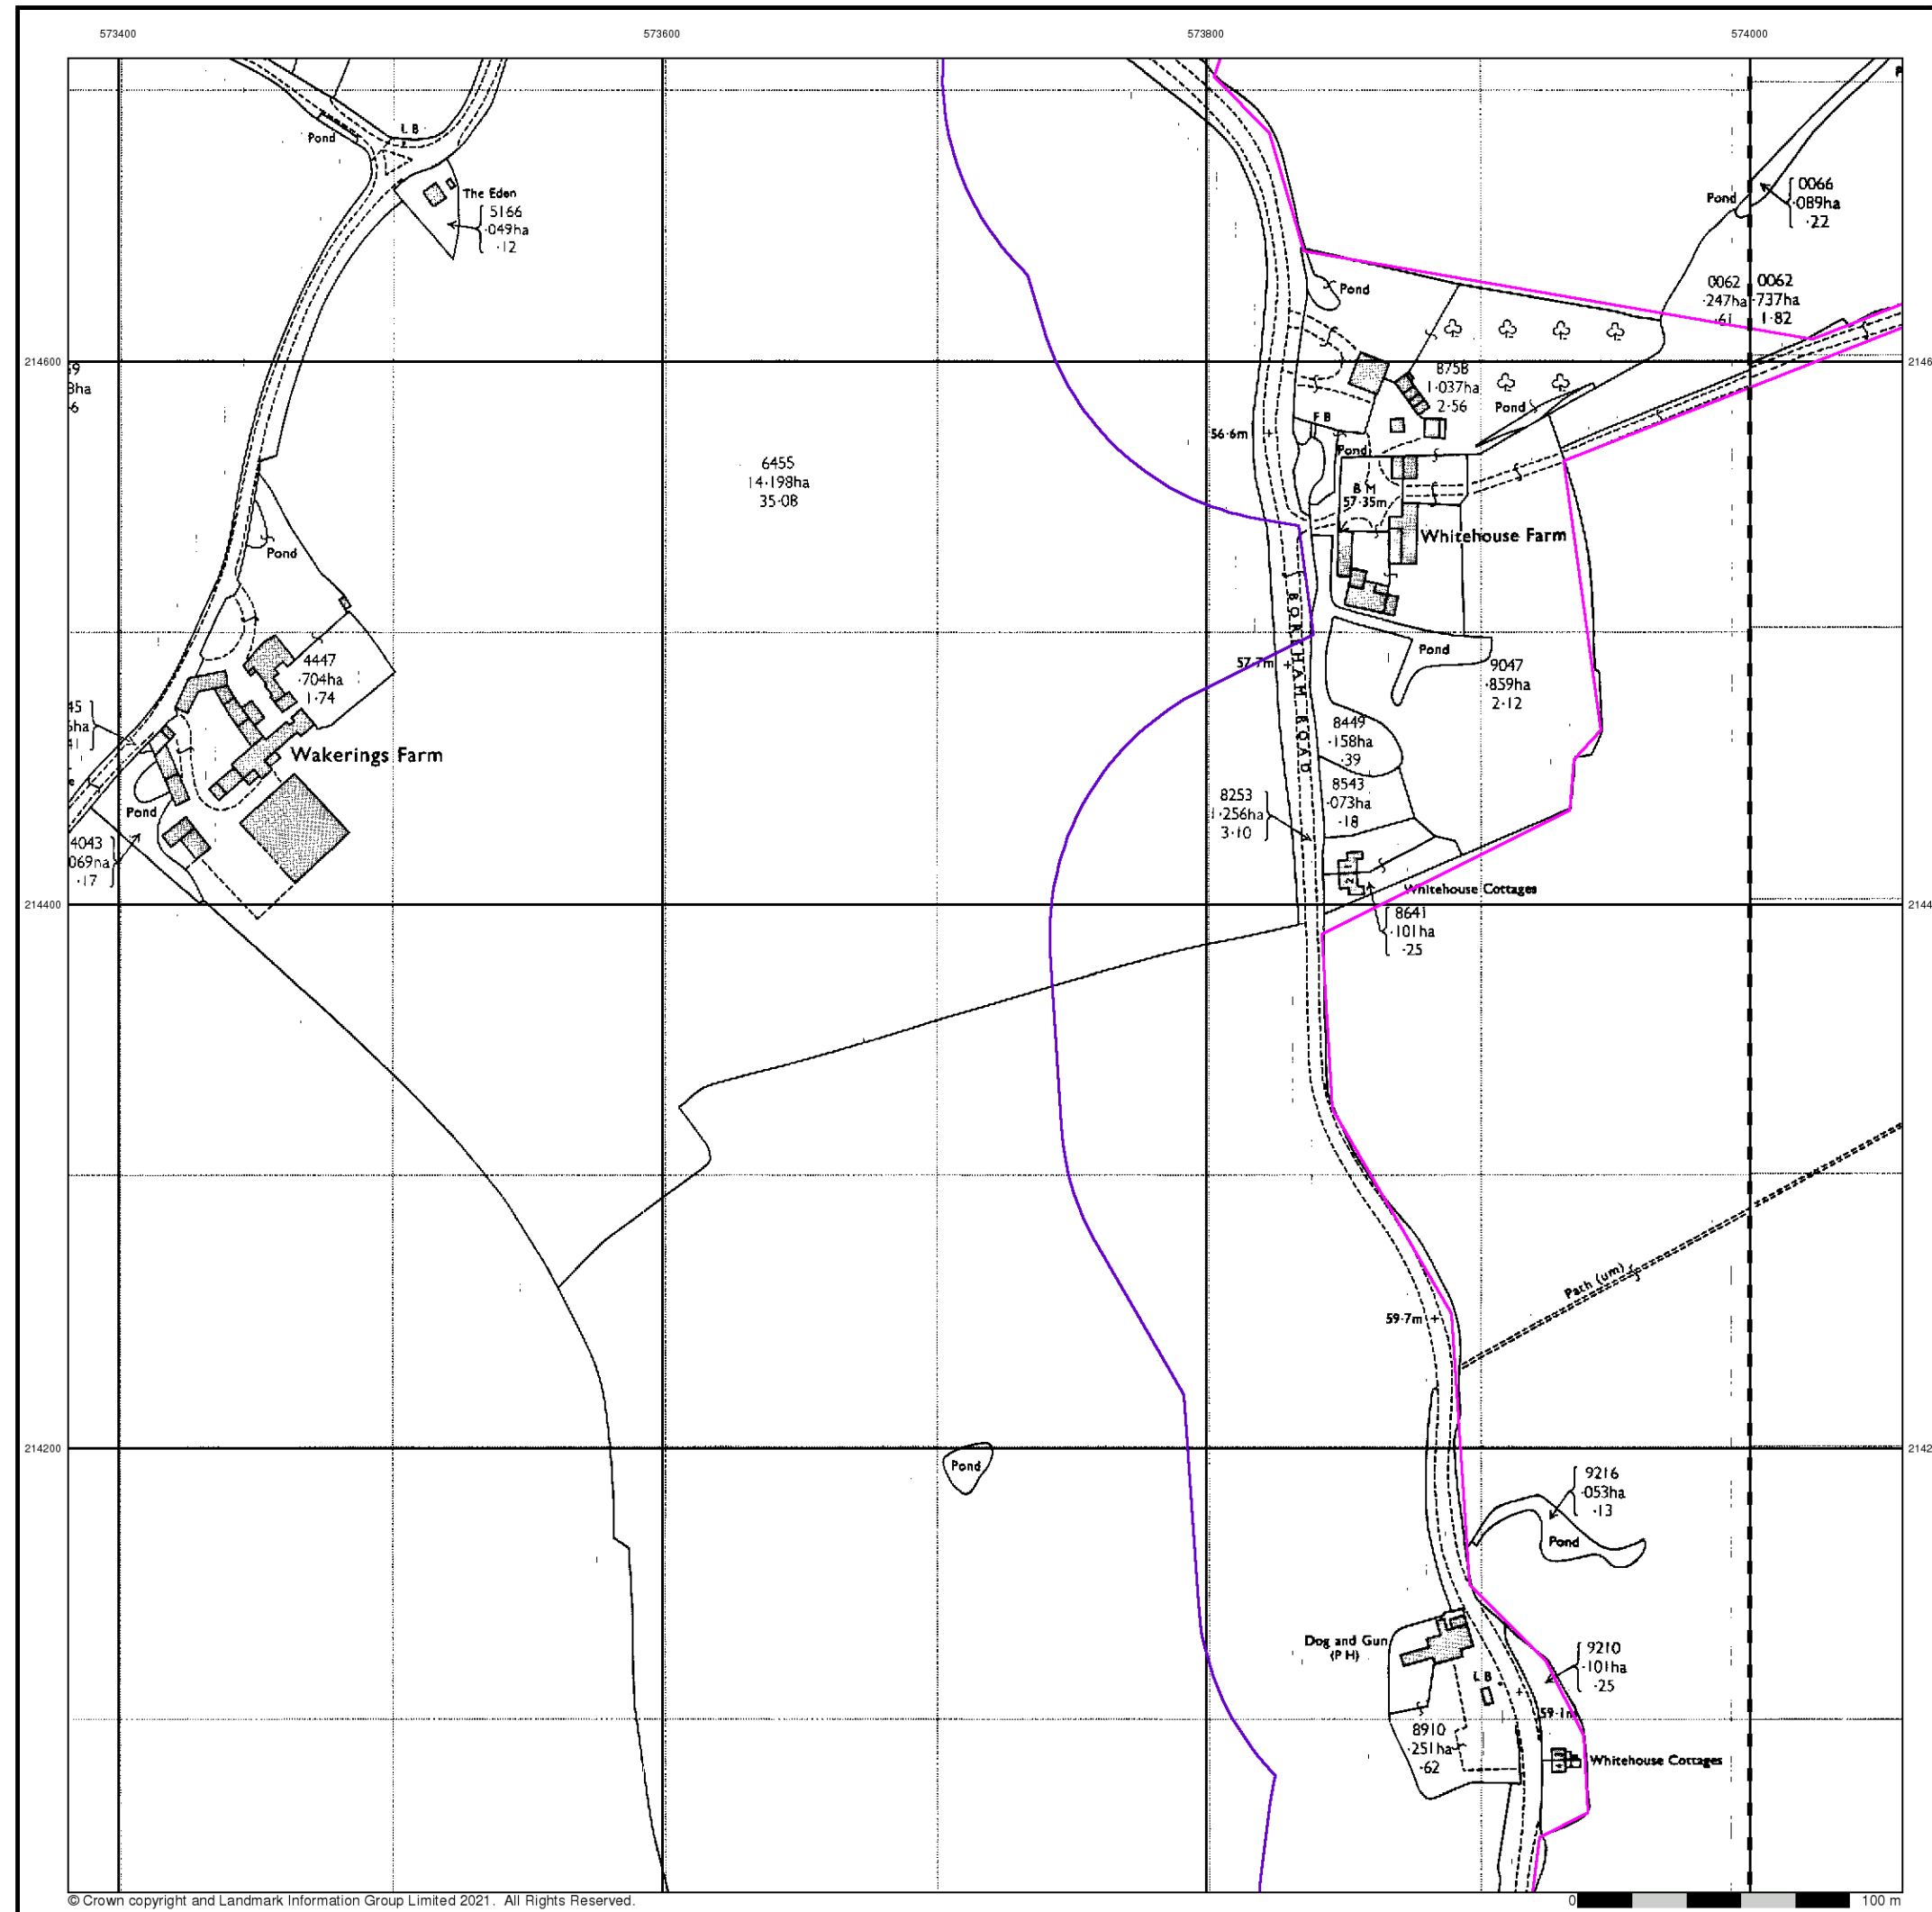 573400
573600
573800
574000
Pond
L B
The Eden
5166
·049ha
·12
Pond
0066
·089ha
·22
0062
·247ha
·61
0062
·737ha
1·82
Pond
214600
8758
1·037ha
2·56
Pond
F B
56·6m
Pond
B M
57·35m
Whitehouse Farm
6455
14·198ha
35·08
Pond
4447
·704ha
1·74
Wakerings Farm
Pond
4043
·17
BOREHAM ROAD
57·7m
Pond
9047
·859ha
2·12
8449
·158ha
·39
8543
·073ha
·18
8253
1·256ha
3·10
Whitehouse Cottages
8641
·101ha
·25
214400
Path (um)
59·7m
214200
Pond
9216
·053ha
·13
Pond
Dog and Gun
(P H)
L B
9210
·101ha
·25
59·1m
8910
·251ha
·62
Whitehouse Cottages
© Crown copyright and Landmark Information Group Limited 2021. All Rights Reserved.
0
100 m